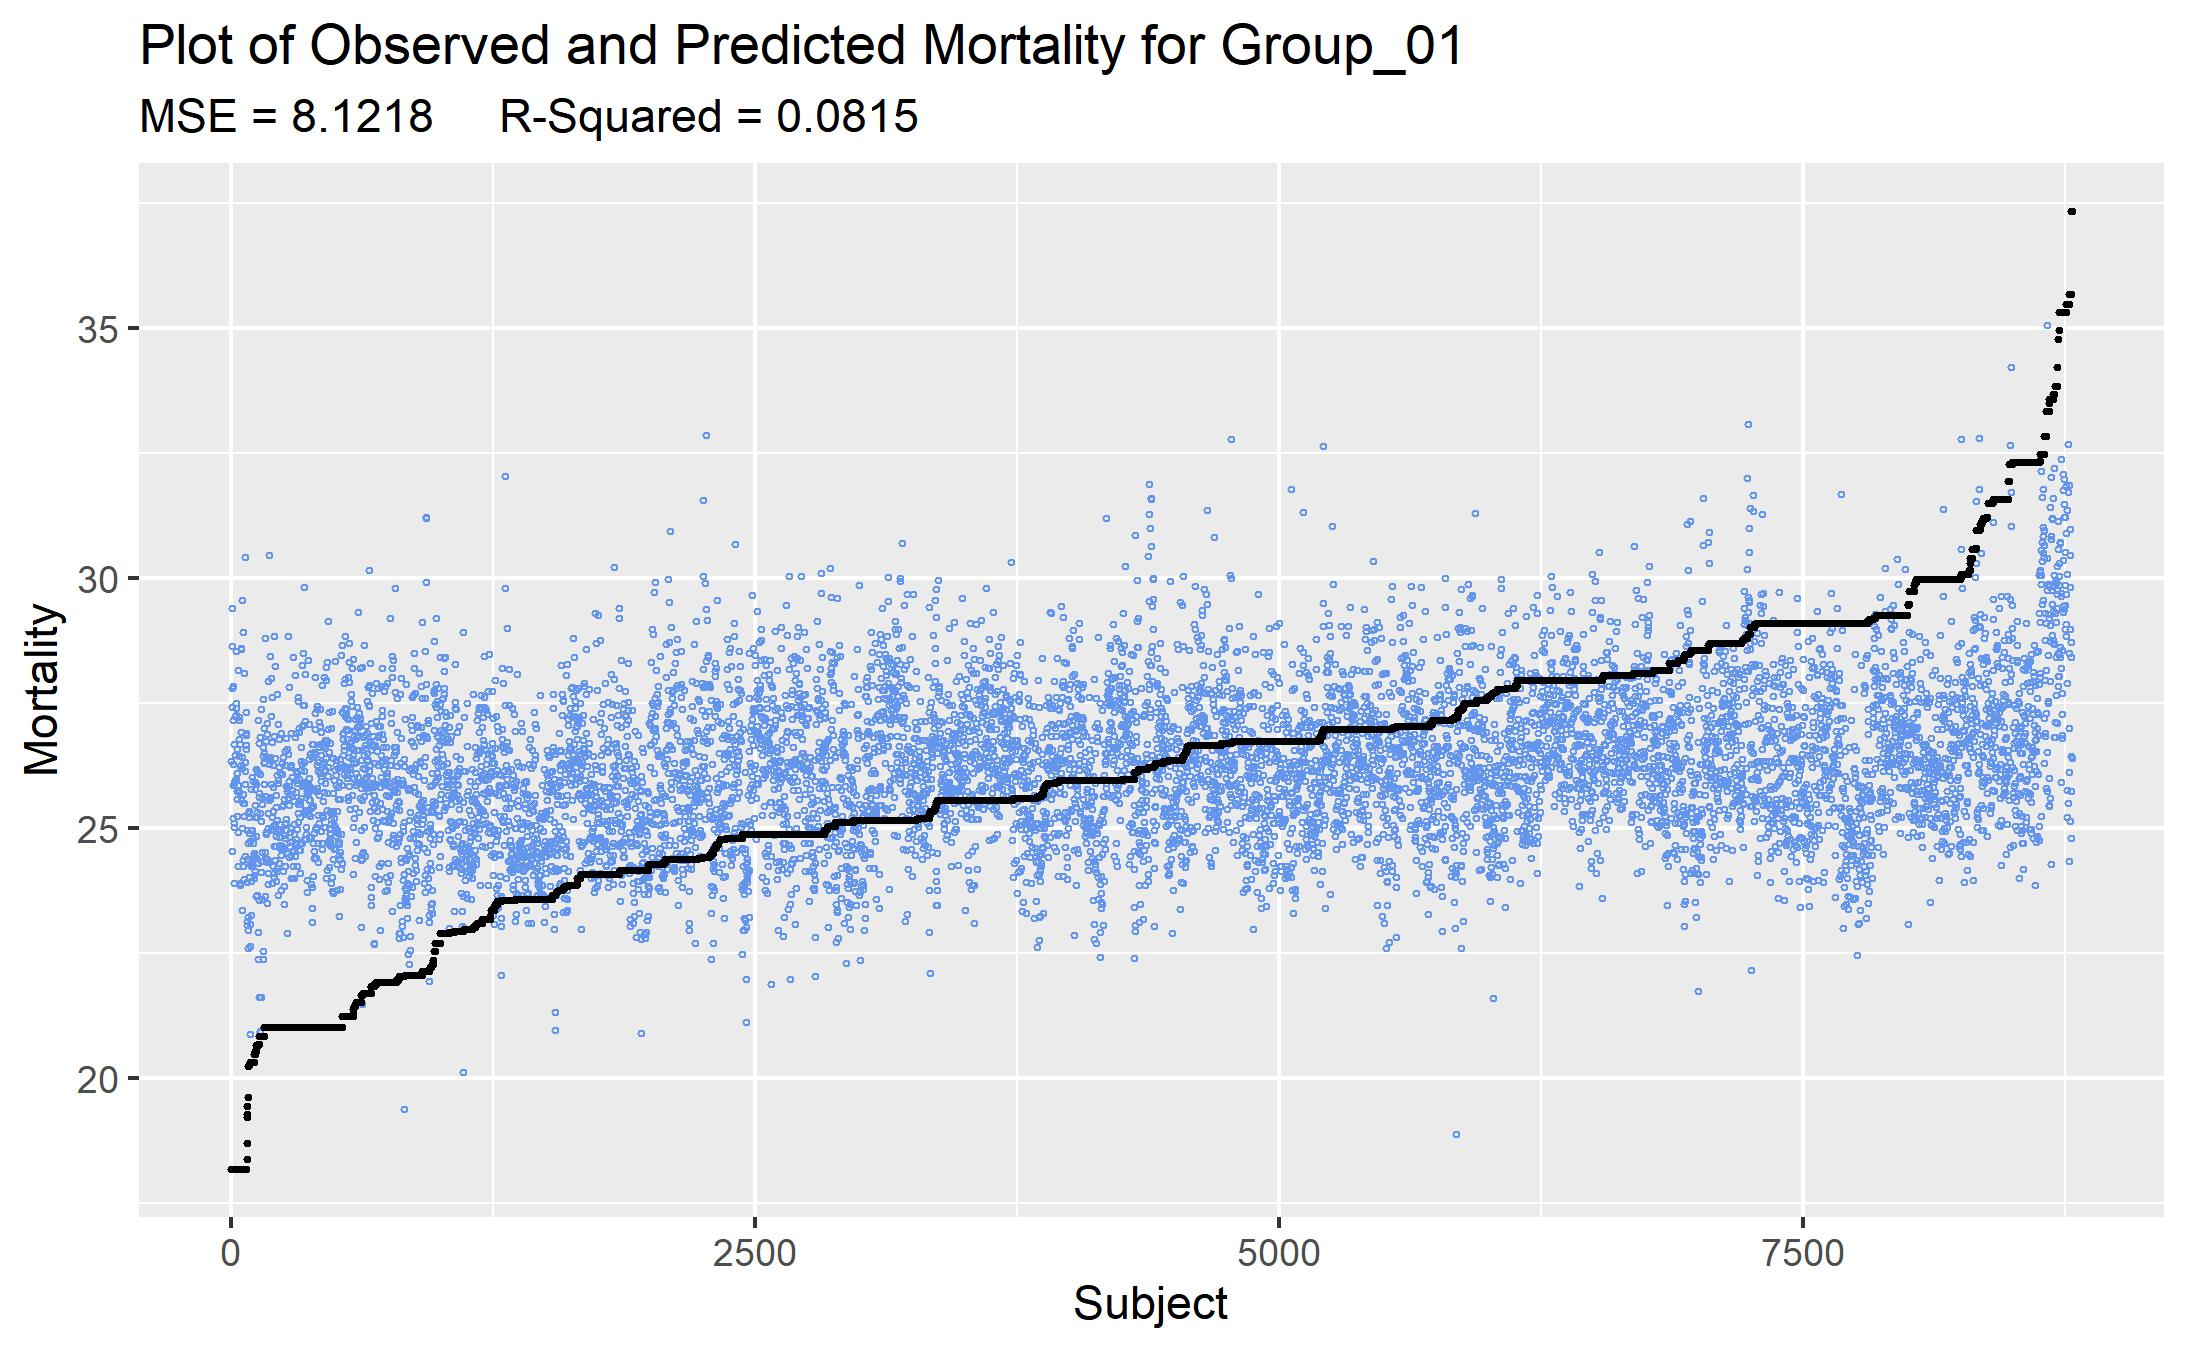 Plot of Observed and Predicted Mortality for Group_01
MSE = 8.1218 R-Squared = 0.0815
Mortality
35
30
25
20
0 2500 5000 7500
Subject